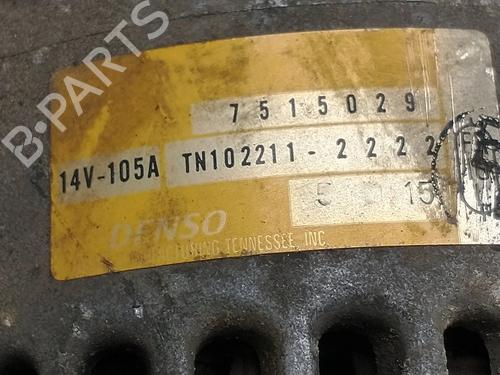 7515029
14V-105A
TN102211-2222
5 15
DENSO
TENNESSEE, INC.
B-PARTS